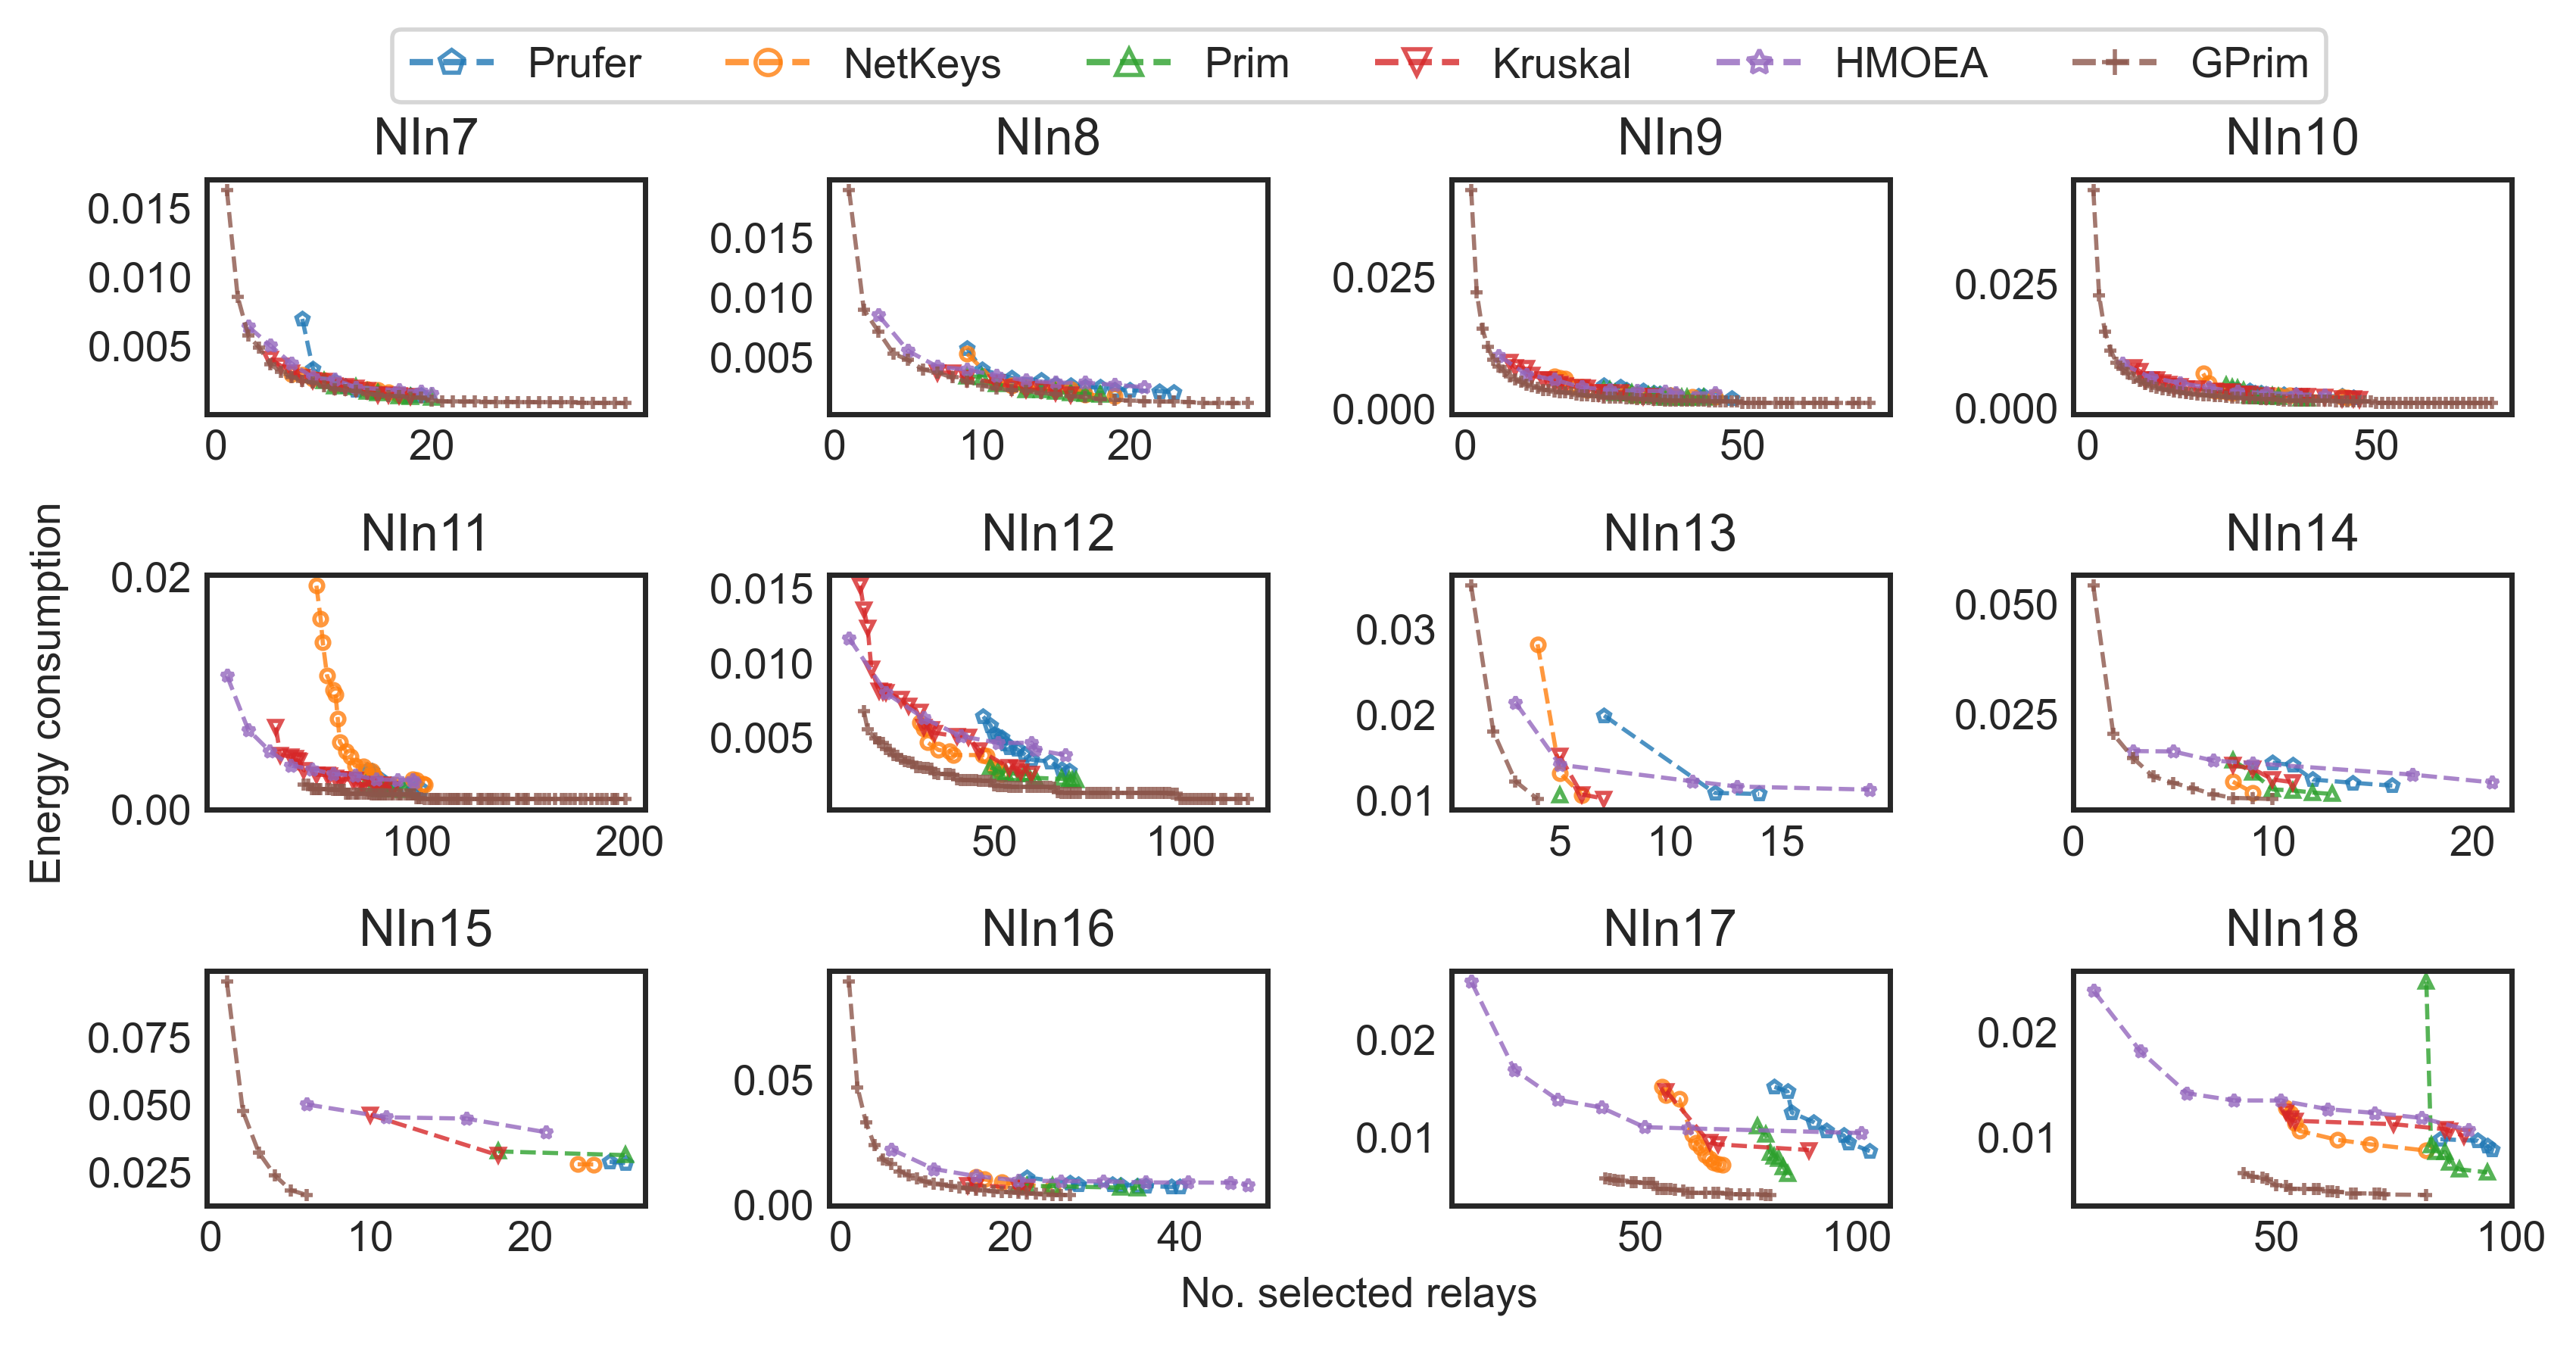 Prufer NetKeys Prim Kruskal HMOEA GPrim
NIn7 NIn8 NIn9 NIn10
0.015 0.010 0.005
0 20
0.015 0.010 0.005
0 10 20
0.025 0.000
0 50
0.025 0.000
0 50
Energy consumption
NIn11 NIn12 NIn13 NIn14
0.02 0.00
100 200
0.015 0.010 0.005
50 100
0.03 0.02 0.01
5 10 15
0.050 0.025
0 10 20
NIn15 NIn16 NIn17 NIn18
0.075 0.050 0.025
0 10 20
0.05 0.00
0 20 40
0.02 0.01
50 100
0.02 0.01
50 100
No. selected relays